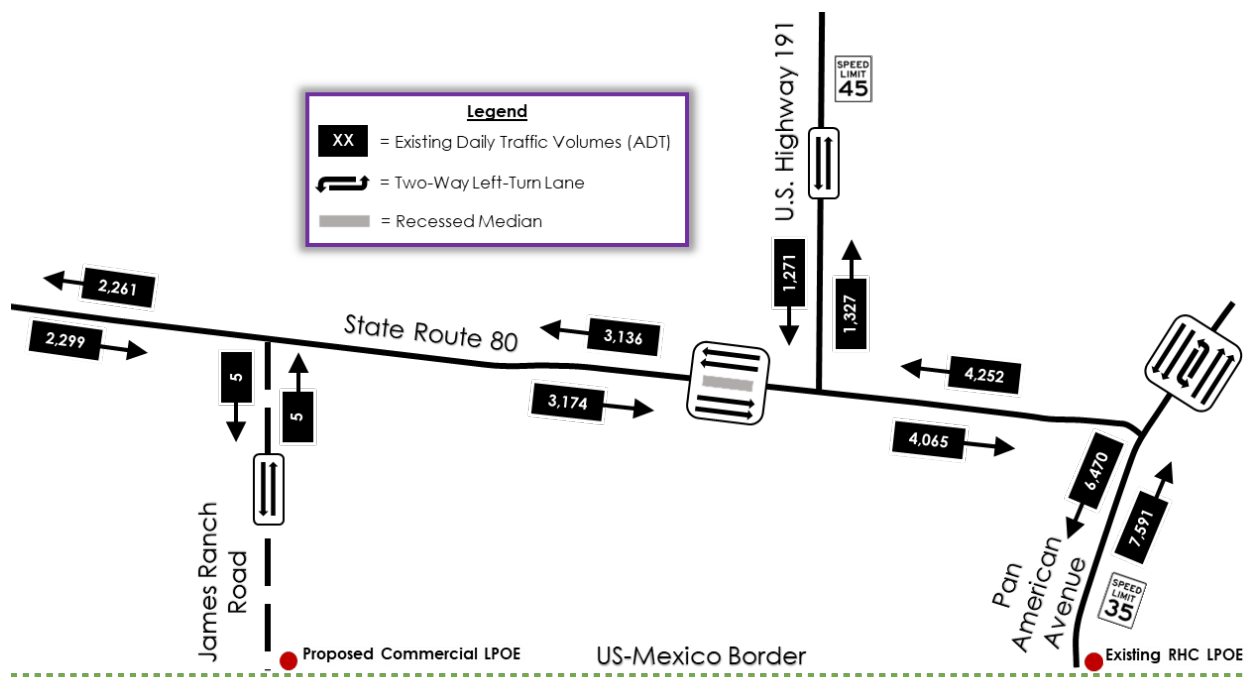 U.S. Highway 191
SPEED
LIMIT
45
Legend
XX = Existing Daily Traffic Volumes (ADT)
= Two-Way Left-Turn Lane
= Recessed Median
1,271
1,327
2,261
2,299
State Route 80
3,136
3,174
4,252
4,065
5
5
6,470
7,591
James Ranch
Road
Pan
American
Avenue
SPEED
LIMIT
35
Proposed Commercial LPOE
US-Mexico Border
Existing RHC LPOE